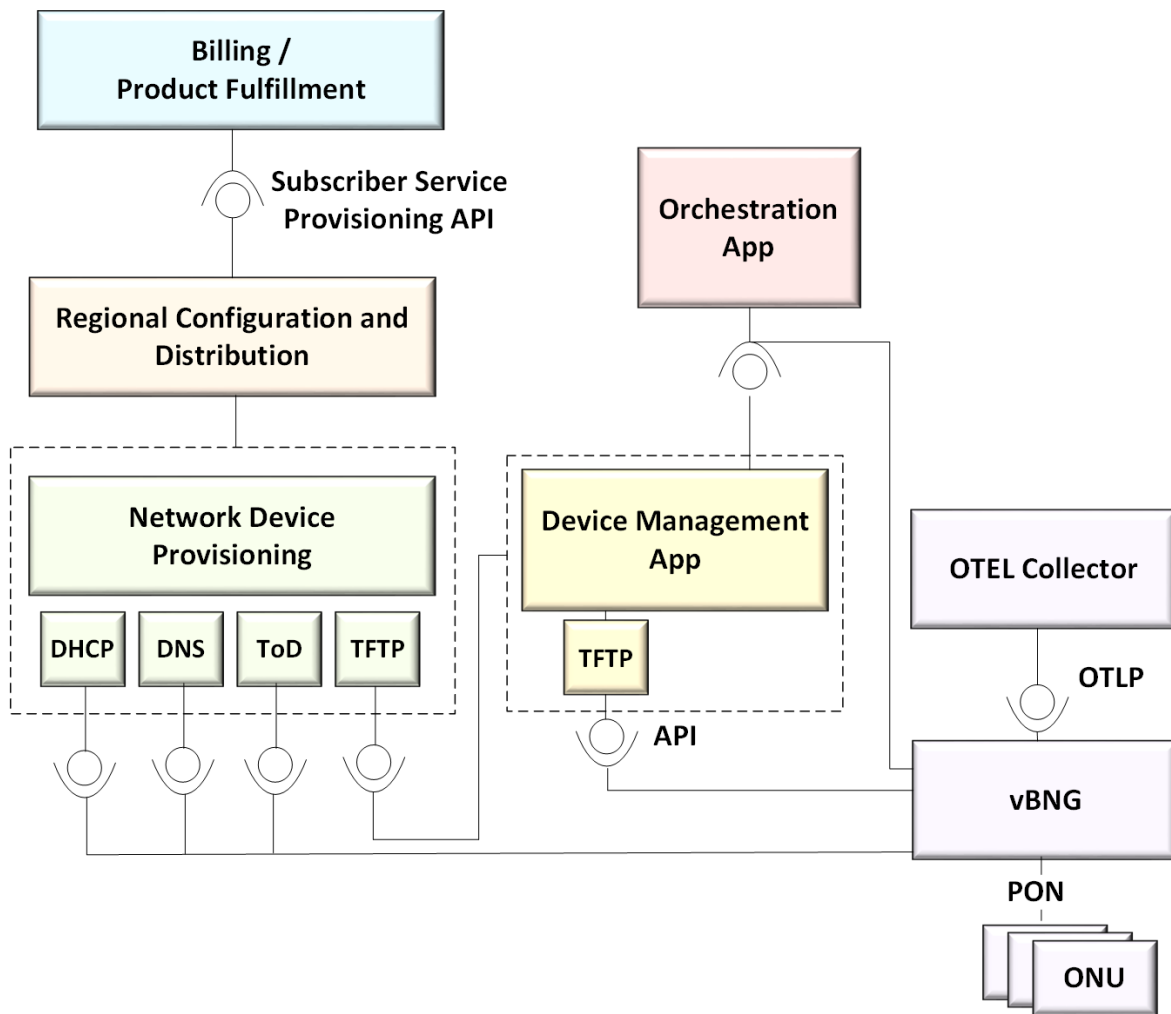 Billing /
Product Fulfillment
Subscriber Service
Provisioning API
Orchestration
App
Regional Configuration and
Distribution
Network Device
Provisioning
Device Management
App
OTEL Collector
DHCP
DNS
ToD
TFTP
TFTP
OTLP
API
vBNG
PON
ONU